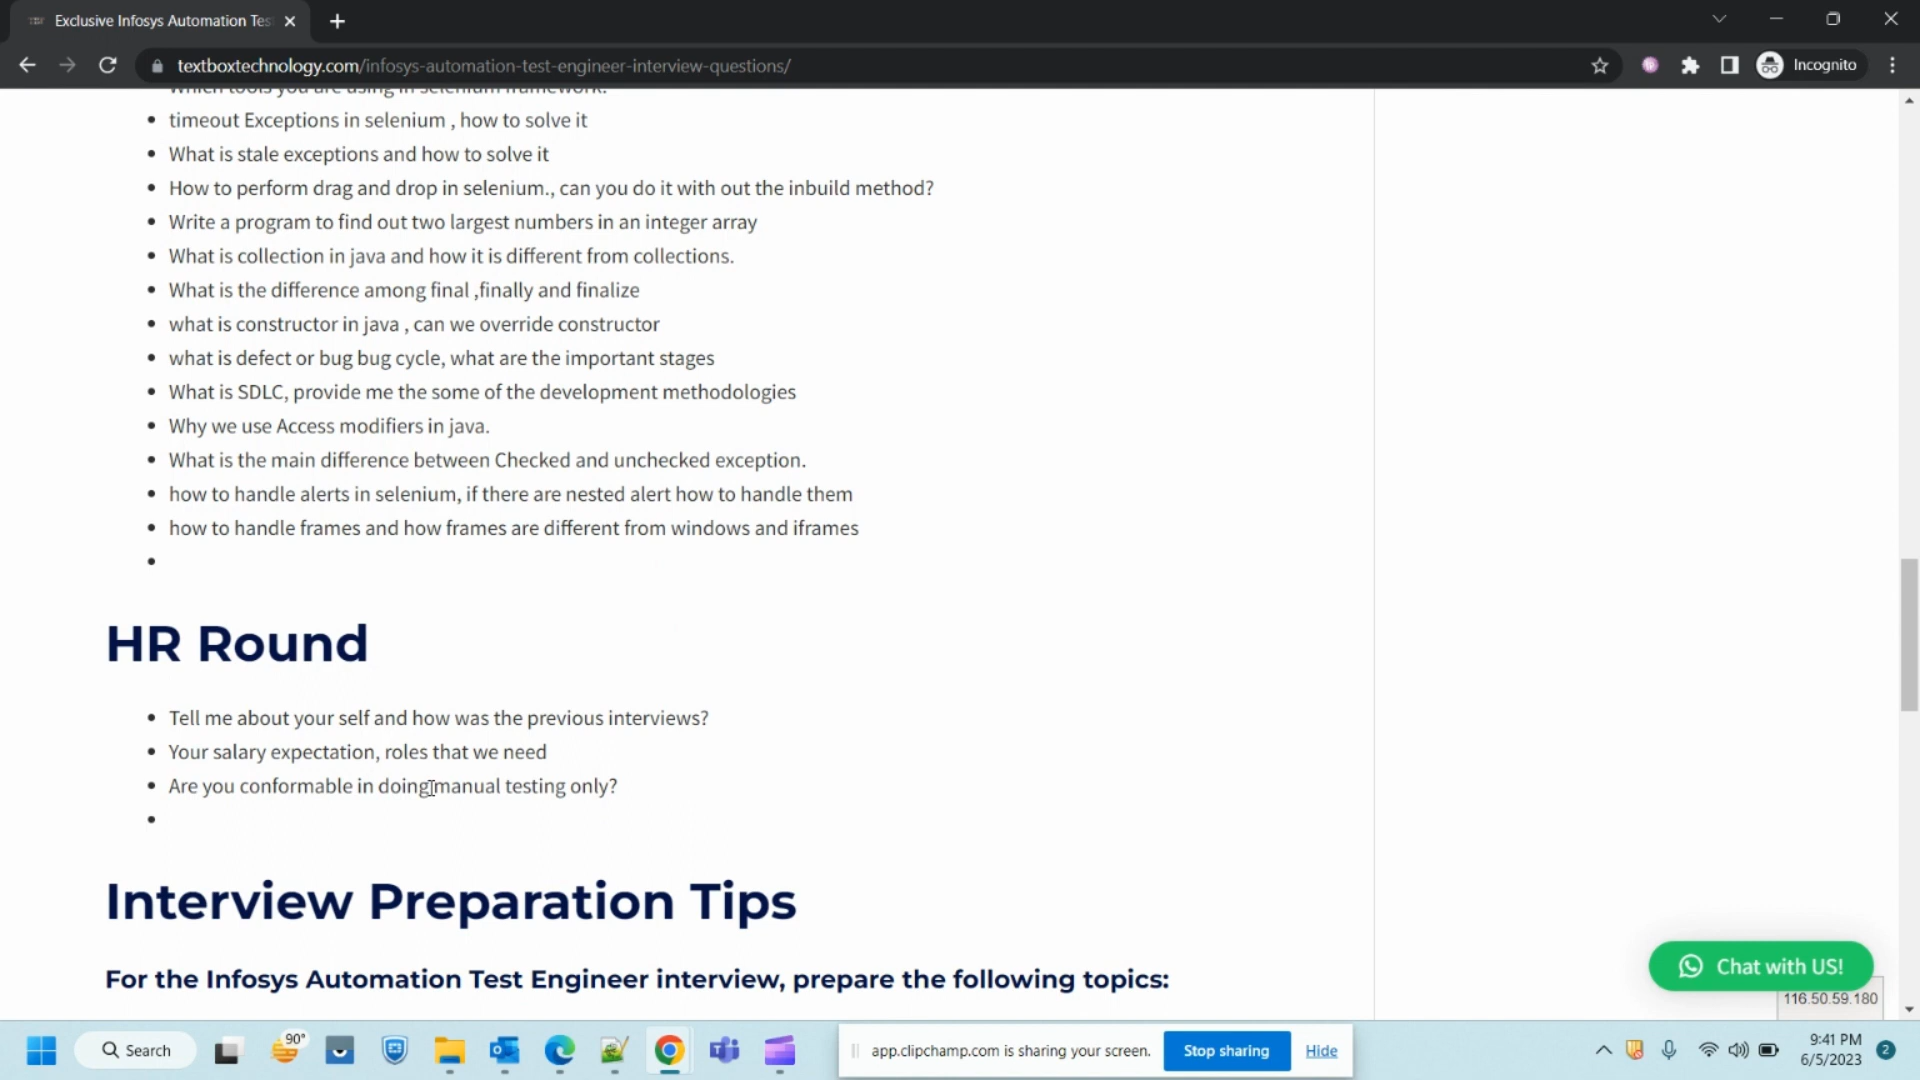 Exclusive Infosys Automation Tes
textboxtechnology.com/infosys-automation-test-engineer-interview-questions/
Incognito
Which tools you are using in selenium framework.
timeout Exceptions in selenium , how to solve it
What is stale exceptions and how to solve it
How to perform drag and drop in selenium., can you do it with out the inbuild method?
Write a program to find out two largest numbers in an integer array
What is collection in java and how it is different from collections.
What is the difference among final ,finally and finalize
what is constructor in java , can we override constructor
what is defect or bug bug cycle, what are the important stages
What is SDLC, provide me the some of the development methodologies
Why we use Access modifiers in java.
What is the main difference between Checked and unchecked exception.
how to handle alerts in selenium, if there are nested alert how to handle them
how to handle frames and how frames are different from windows and iframes
HR Round
Tell me about your self and how was the previous interviews?
Your salary expectation, roles that we need
Are you conformable in doing manual testing only?
Interview Preparation Tips
For the Infosys Automation Test Engineer interview, prepare the following topics:
Chat with US!
116.50.59.180
Search
90°
app.clipchamp.com is sharing your screen.
Stop sharing
Hide
9:41 PM
6/5/2023
2